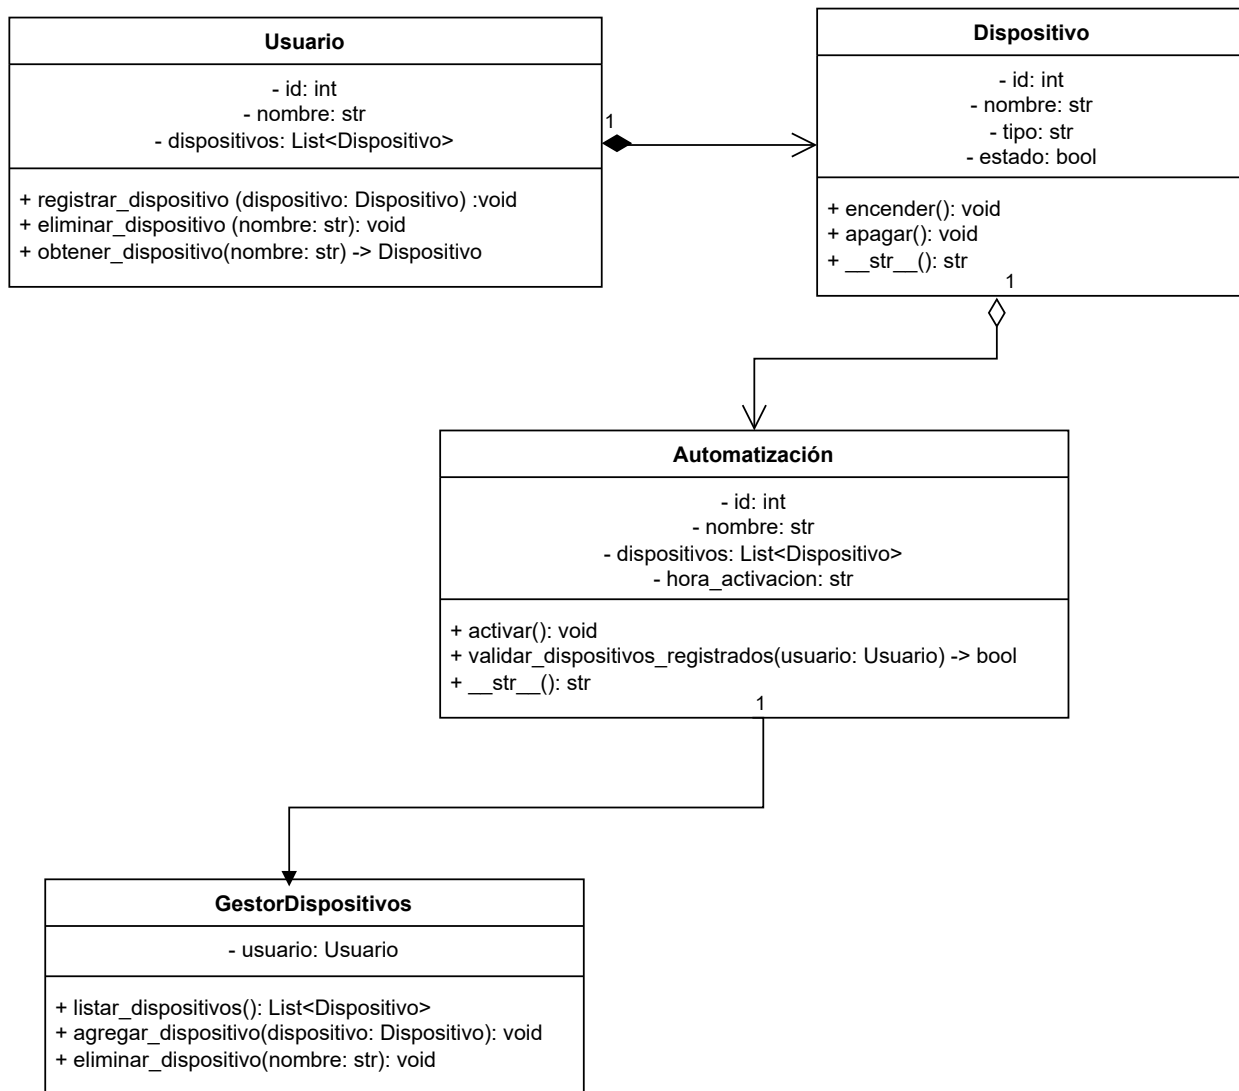 Usuario
- id: int
- nombre: str
- dispositivos: List<Dispositivo>
+ registrar_dispositivo (dispositivo: Dispositivo) :void
+ eliminar_dispositivo (nombre: str): void
+ obtener_dispositivo(nombre: str) -> Dispositivo
1
Dispositivo
- id: int
- nombre: str
- tipo: str
- estado: bool
+ encender(): void
+ apagar(): void
+ __str__(): str
1
Automatización
- id: int
- nombre: str
- dispositivos: List<Dispositivo>
- hora_activacion: str
+ activar(): void
+ validar_dispositivos_registrados(usuario: Usuario) -> bool
+ __str__(): str
1
GestorDispositivos
- usuario: Usuario
+ listar_dispositivos(): List<Dispositivo>
+ agregar_dispositivo(dispositivo: Dispositivo): void
+ eliminar_dispositivo(nombre: str): void